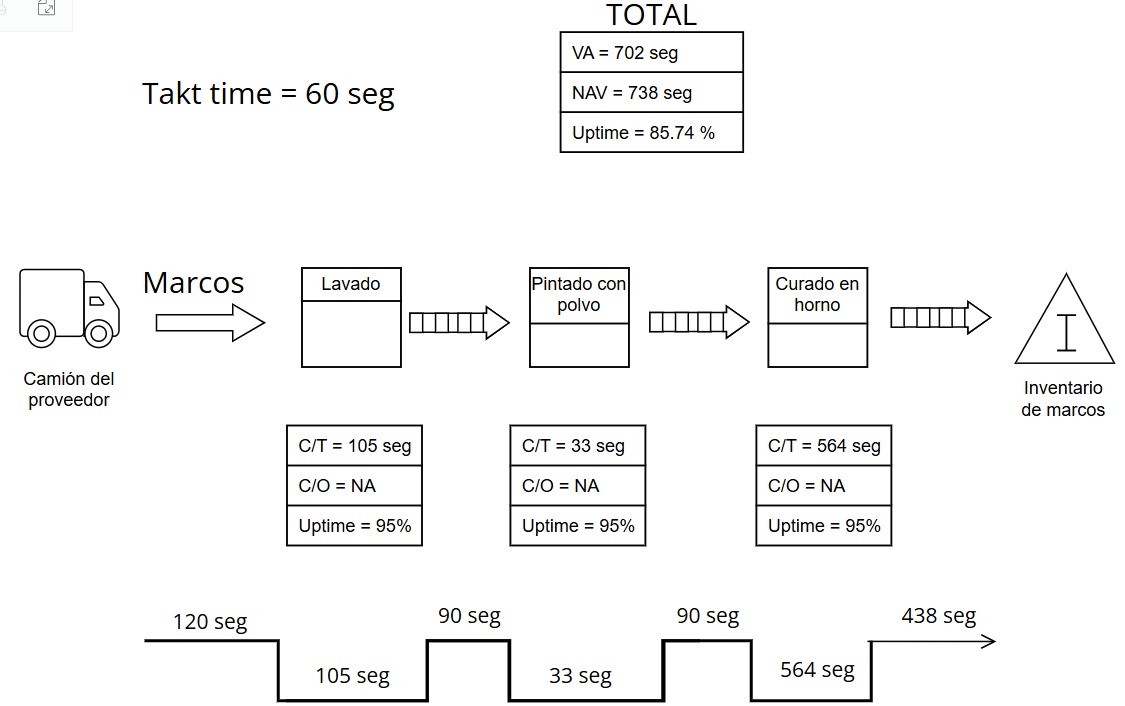 TOTAL
VA = 702 seg
NAV = 738 seg
Uptime = 85.74 %
Takt time = 60 seg
Marcos
Lavado
Pintado con
polvo
Curado en
horno
I
Camión del
proveedor
Inventario
de marcos
C/T = 105 seg
C/O = NA
Uptime = 95%
C/T = 33 seg
C/O = NA
Uptime = 95%
C/T = 564 seg
C/O = NA
Uptime = 95%
120 seg
105 seg
90 seg
33 seg
90 seg
564 seg
438 seg